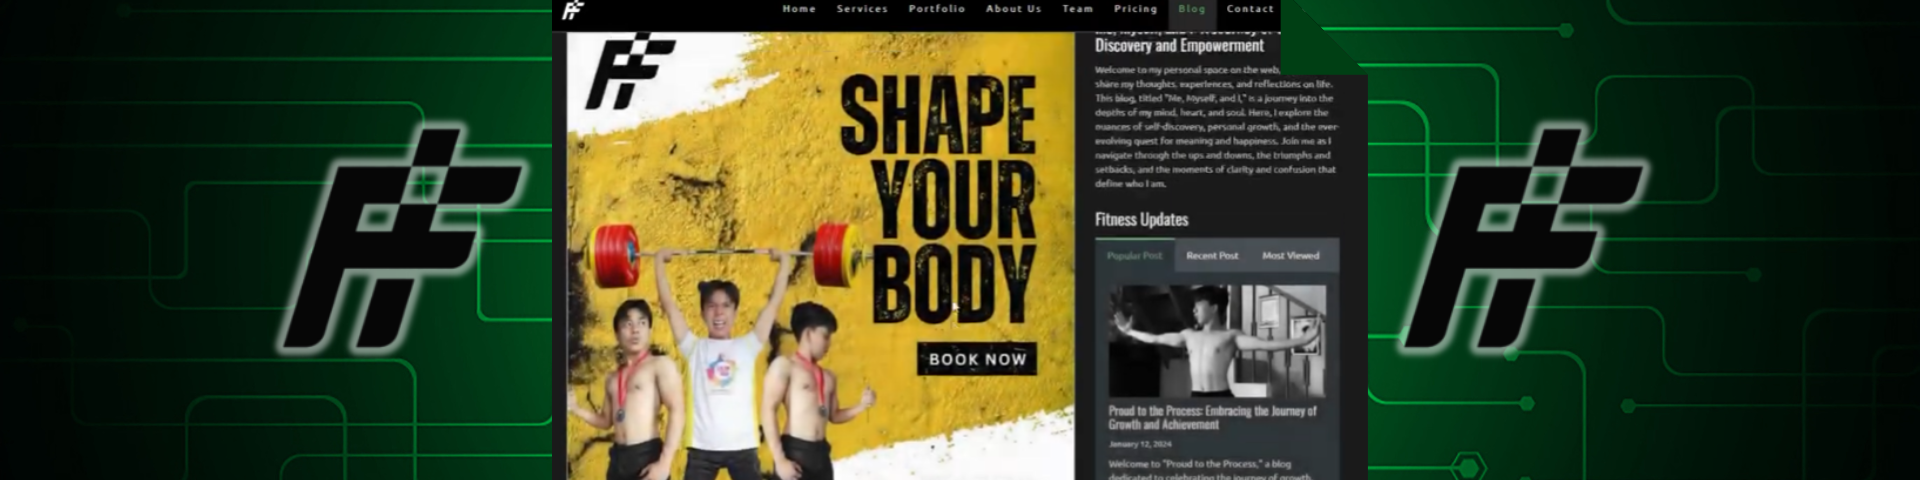 Home Services Portfolio About Us Team Pricing Blog Contact
SHAPE
YOUR
BODY
BOOK NOW
Discovery and Empowerment
Welcome to my personal space on the web,
share my thoughts, experiences, and reflections on life.
This blog, titled "Me, Myself, and I," is a journey into the
depths of my mind, heart, and soul. Here, I explore the
nuances of self-discovery, personal growth, and the ever-
evolving quest for meaning and happiness. Join me as I
navigate through the ups and downs, the triumphs and
setbacks, and the moments of clarity and confusion that
define who I am.
Fitness Updates
Popular Post Recent Post Most Viewed
Proud to the Process: Embracing the Journey of
Growth and Achievement
January 12, 2024
Welcome to "Proud to the Process," a blog
dedicated to celebrating the journey of growth,